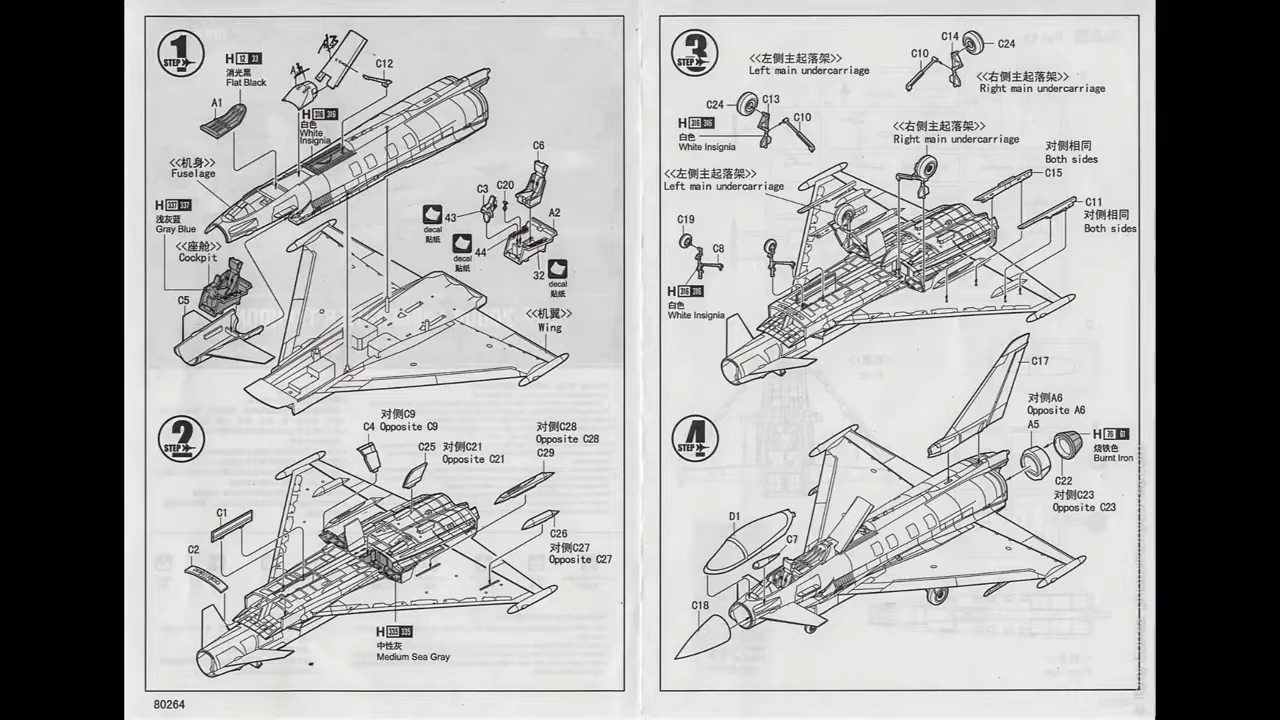 1
STEP
H 12 33
消光黑
Flat Black
A1
C12
H 316 316
白色
White
Insignia
<<机身>>
Fuselage
H 337 337
浅灰蓝
Gray Blue
<<座舱>>
Cockpit
C5
C6
C3
C20
A2
43
decal
贴纸
44
decal
贴纸
32
decal
贴纸
<<机翼>>
Wing
2
STEP
对侧C9
C4 Opposite C9
C25 对侧C21
Opposite C21
对侧C28
Opposite C28
C29
C1
C2
C26
对侧C27
Opposite C27
H 335 335
中性灰
Medium Sea Gray
80264
3
STEP
<<左侧主起落架>>
Left main undercarriage
C14
C10
C24
<<右侧主起落架>>
Right main undercarriage
C24
C13
C10
H 316 316
白色
White Insignia
<<右侧主起落架>>
Right main undercarriage
对侧相同
Both sides
C15
<<左侧主起落架>>
Left main undercarriage
C11
对侧相同
Both sides
C19
C8
H 316 316
白色
White Insignia
4
STEP
C17
对侧A6
Opposite A6
A5
H 76 61
烧铁色
Burnt Iron
C22
对侧C23
Opposite C23
D1
C7
C18